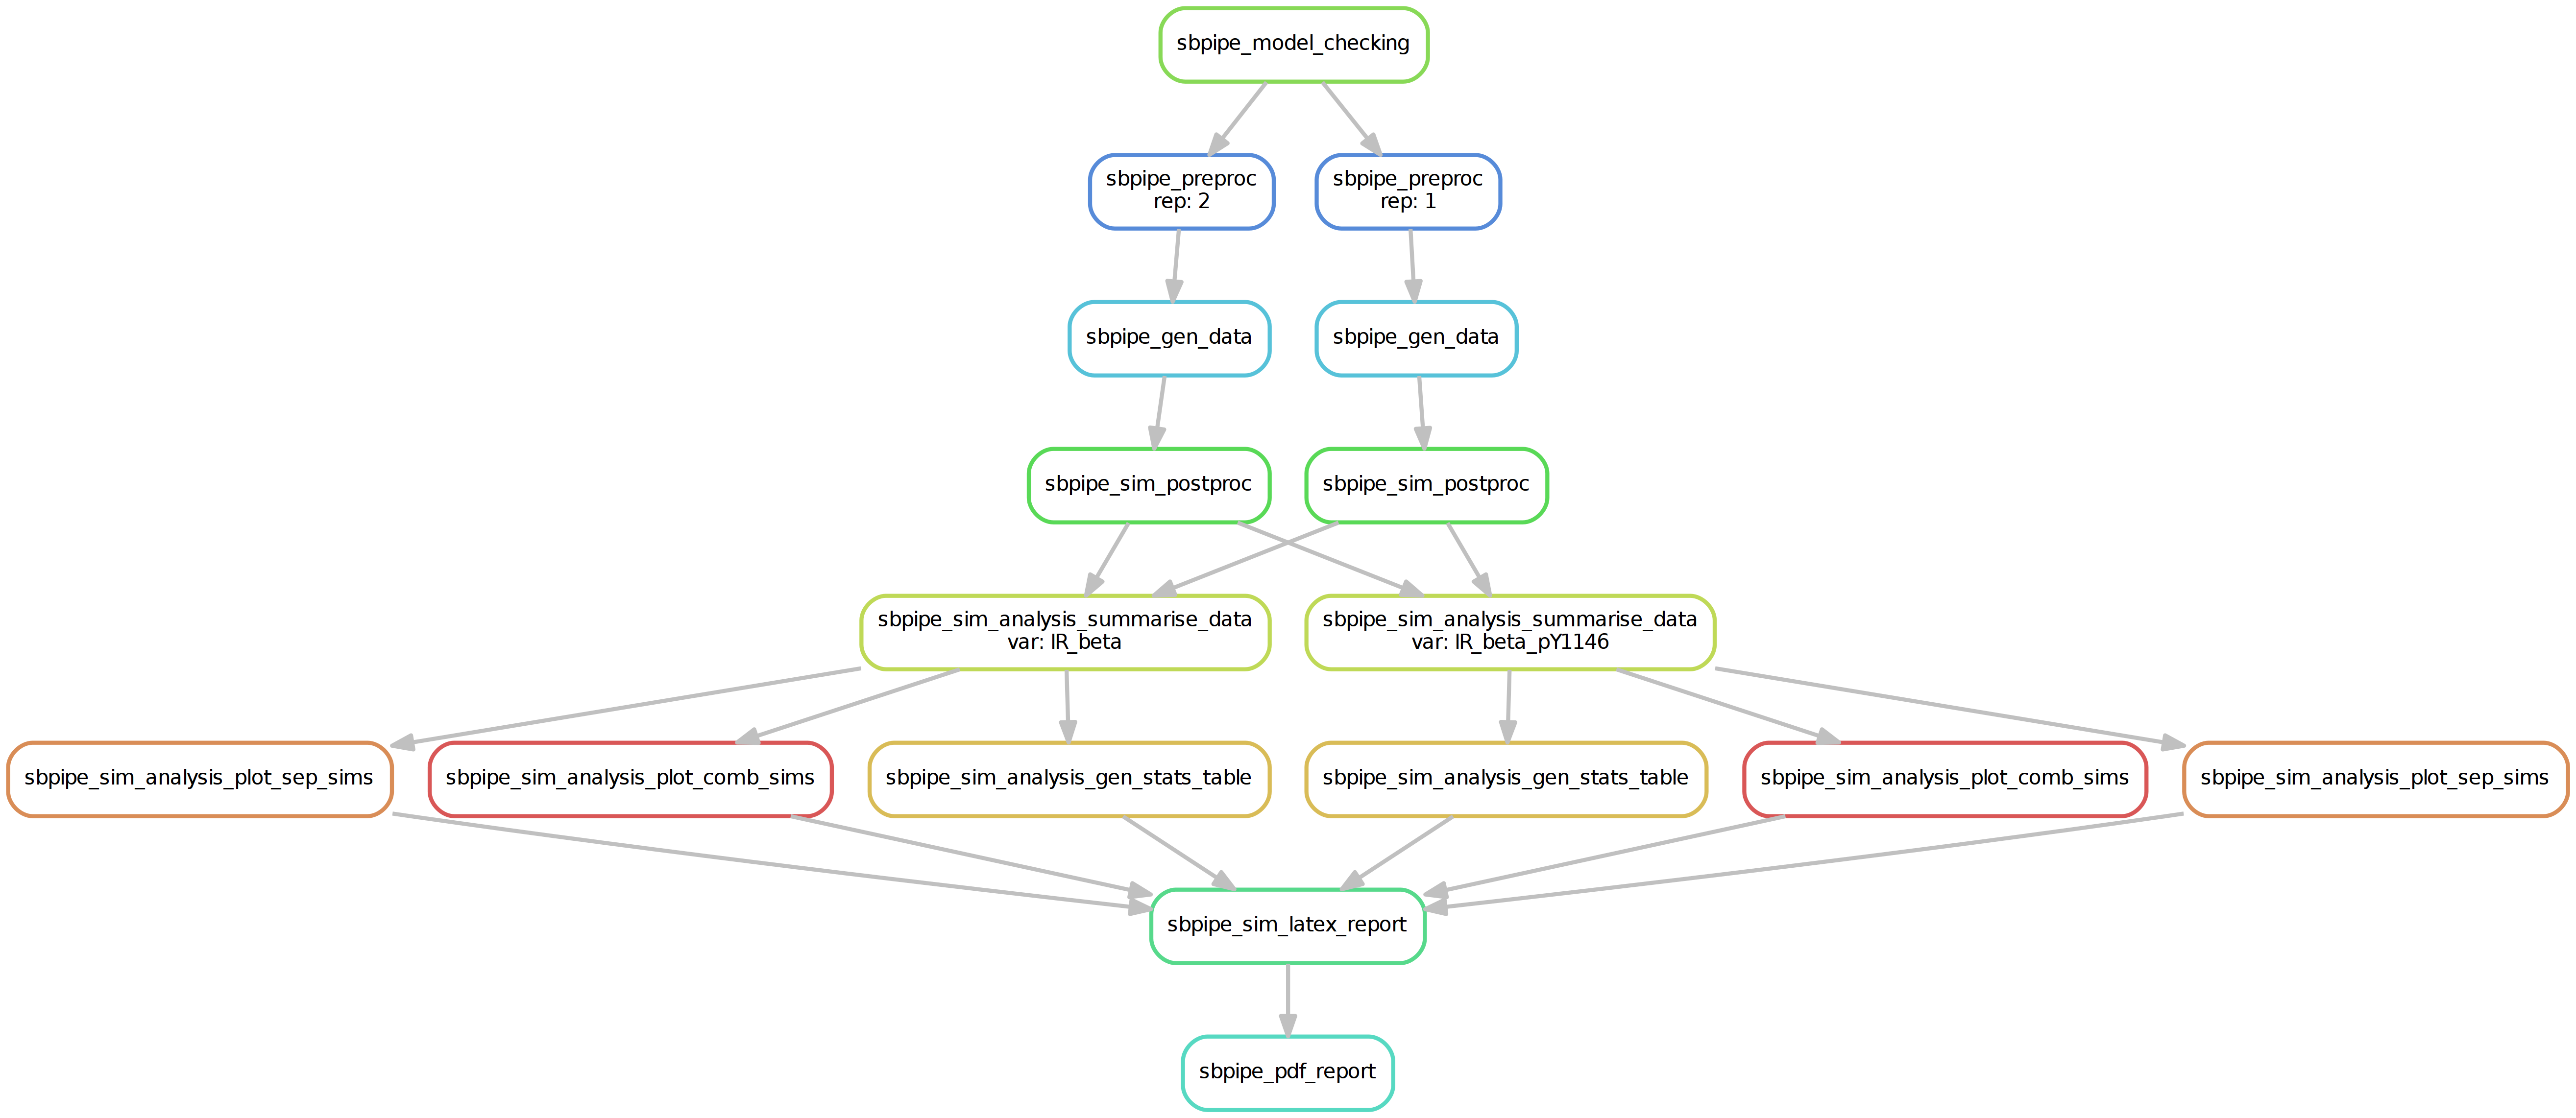 sbpipe_model_checking
sbpipe_preproc
rep: 2
sbpipe_preproc
rep: 1
sbpipe_gen_data
sbpipe_gen_data
sbpipe_sim_postproc
sbpipe_sim_postproc
sbpipe_sim_analysis_summarise_data
var: IR_beta
sbpipe_sim_analysis_summarise_data
var: IR_beta_pY1146
sbpipe_sim_analysis_plot_sep_sims
sbpipe_sim_analysis_plot_comb_sims
sbpipe_sim_analysis_gen_stats_table
sbpipe_sim_analysis_gen_stats_table
sbpipe_sim_analysis_plot_comb_sims
sbpipe_sim_analysis_plot_sep_sims
sbpipe_sim_latex_report
sbpipe_pdf_report